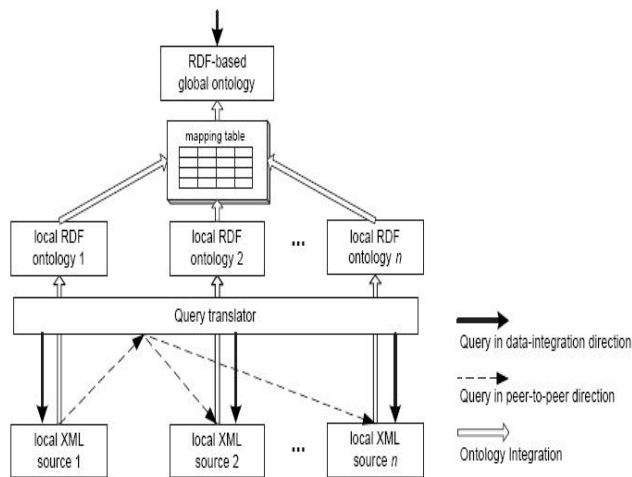 RDF-based
global ontology
mapping table
local RDF
ontology 1
local RDF
ontology 2
...
local RDF
ontology n
Query translator
Query in data-integration direction
Query in peer-to-peer direction
Ontology Integration
local XML
source 1
local XML
source 2
...
local XML
source n